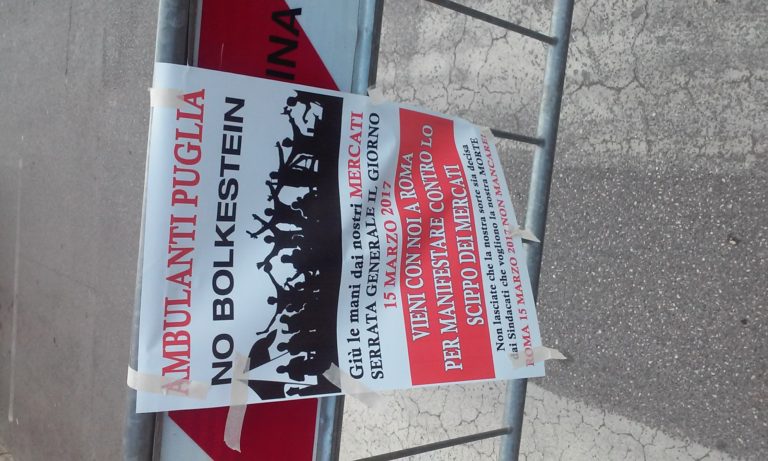 AMBULANTI PUGLIA
NO BOLKESTEIN
Giù le mani dai nostri MERCATI
SERRATA GENERALE IL GIORNO
15 MARZO 2017
VIENI CON NOI A ROMA
PER MANIFESTARE CONTRO LO
SCIPPO DEI MERCATI
Non lasciate che la nostra sorte sia decisa
dai Sindacati che vogliono la nostra MORTE
ROMA 15 MARZO 2017 NON MANCARE!